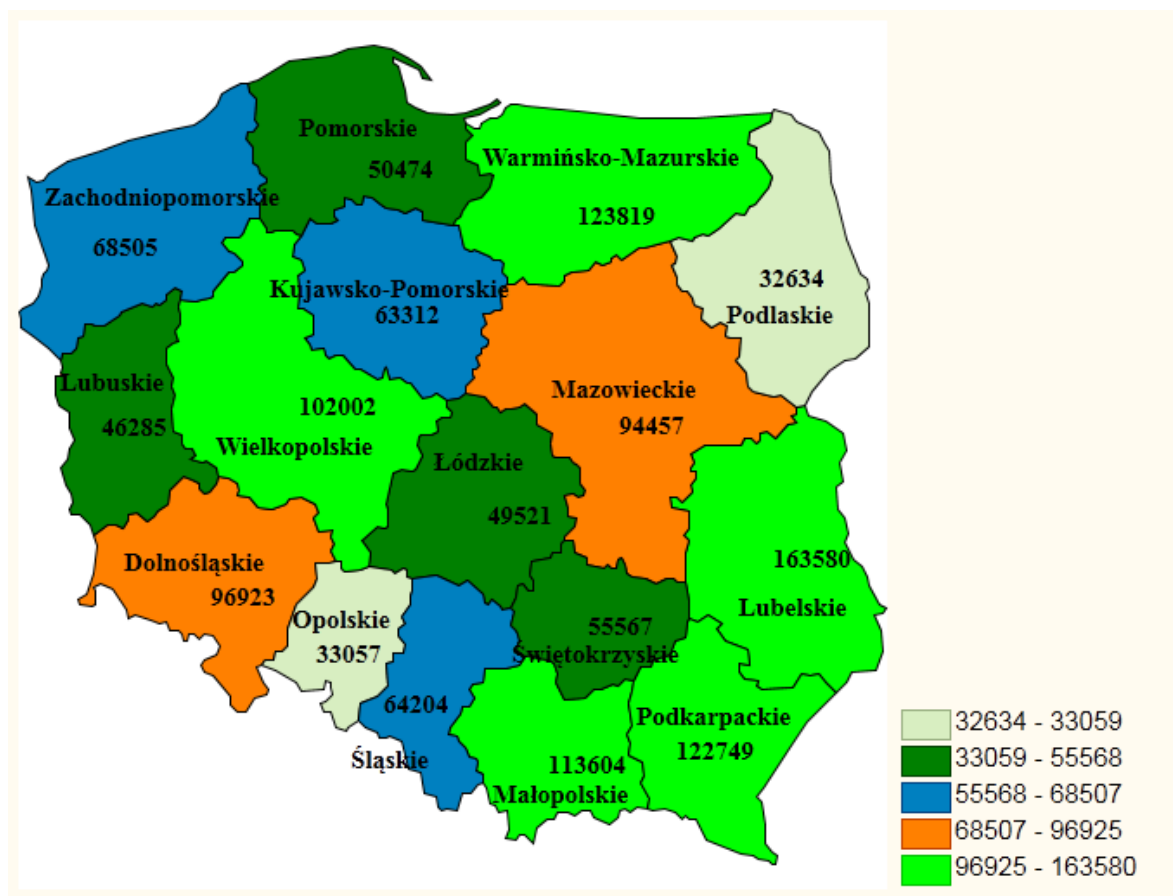 Pomorskie
50474
Warmińsko-Mazurskie
123819
Zachodniopomorskie
68505
Kujawsko-Pomorskie
63312
32634
Podlaskie
Lubuskie
46285
102002
Wielkopolskie
Mazowieckie
94457
Łódzkie
49521
Dolnośląskie
96923
163580
Lubelskie
Opolskie
33057
55567
Świętokrzyskie
64204
Śląskie
113604
Małopolskie
Podkarpackie
122749
32634 - 33059
33059 - 55568
55568 - 68507
68507 - 96925
96925 - 163580